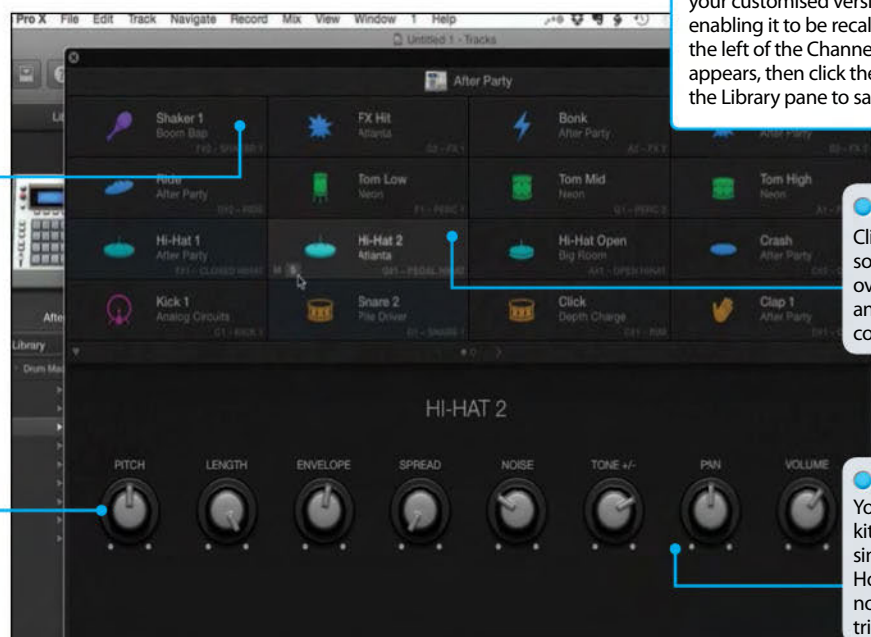 Pro X File Edit Track Navigate Record Mix View Window 1 Help
Untitled 1 - Tracks
After Party
Shaker 1
Boom Bap
FX Hit
Atlanta
Bonk
After Party
After Party
Ride
After Party
Tom Low
Neon
Tom Mid
Neon
Tom High
Neon
Hi-Hat 1
After Party
Hi-Hat 2
Atlanta
M S
Hi-Hat Open
Big Room
Crash
After Party
Kick 1
Analog Circuits
Snare 2
Pile Driver
Click
Depth Charge
Clap 1
After Party
Afte
Library
Drum Mac
HI-HAT 2
PITCH LENGTH ENVELOPE SPREAD NOISE TONE +/- PAN VOLUME
your customised versi
enabling it to be recal
the left of the Channe
appears, then click the
the Library pane to sa
Cli
so
ov
an
co
Yo
kit
sin
Ho
no
tri